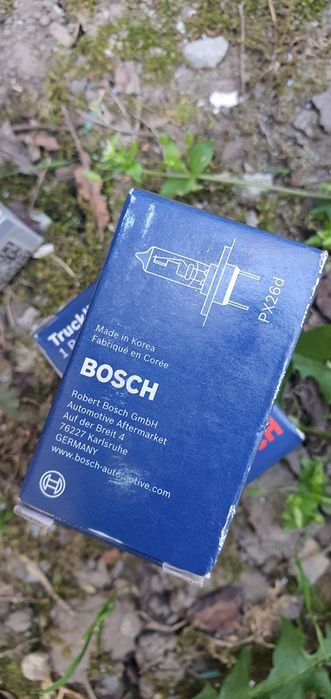 PX26d
Made in Korea
Fabriqué en Corée
BOSCH
Robert Bosch GmbH
Automotive Aftermarket
Auf der Breit 4
76227 Karlsruhe
GERMANY
www.bosch-automotive.com
Truck
1 P